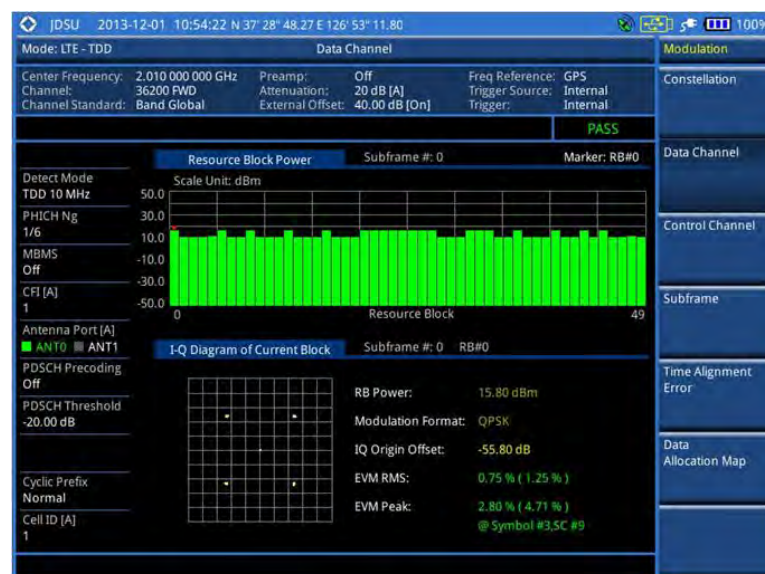 JDSU 2013-12-01 10:54:22 N 37° 28" 48.27 E 126° 53" 11.80 100%
Mode: LTE - TDD Data Channel Modulation
Center Frequency: 2.010 000 000 GHz Preamp: Off Freq Reference: GPS
Channel: 36200 FWD Attenuation: 20 dB [A] Trigger Source: Internal
Channel Standard: Band Global External Offset: 40.00 dB [On] Trigger: Internal
PASS
Resource Block Power Subframe #: 0 Marker: RB#0
Scale Unit: dBm
50.0
30.0
10.0
-10.0
-30.0
-50.0
0 Resource Block 49
Detect Mode
TDD 10 MHz
PHICH Ng
1/6
MBMS
Off
CFI [A]
1
Antenna Port [A]
ANT0 ANT1
PDSCH Precoding
Off
PDSCH Threshold
-20.00 dB
Cyclic Prefix
Normal
Cell ID [A]
1
I-Q Diagram of Current Block Subframe #: 0 RB#0
RB Power: 15.80 dBm
Modulation Format: QPSK
IQ Origin Offset: -55.80 dB
EVM RMS: 0.75 % ( 1.25 % )
EVM Peak: 2.80 % ( 4.71 % )
@ Symbol #3,SC #9
Constellation
Data Channel
Control Channel
Subframe
Time Alignment
Error
Data
Allocation Map